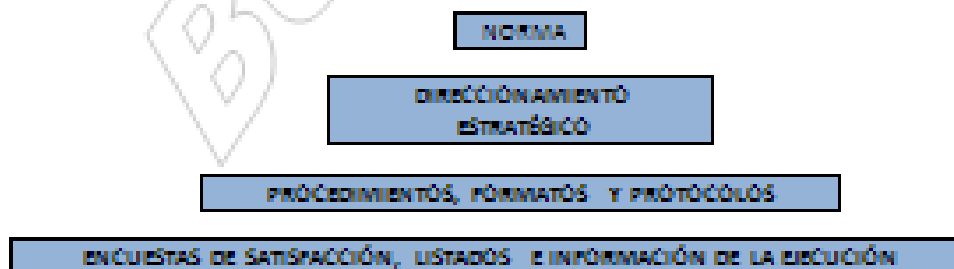 NORMA
DIRECCIONAMIENTO
ESTRATÉGICO
PROCEDIMIENTOS, FORMATOS Y PROTOCOLOS
ENCUESTAS DE SATISFACCIÓN, LISTADOS E INFORMACIÓN DE LA EJECUCIÓN